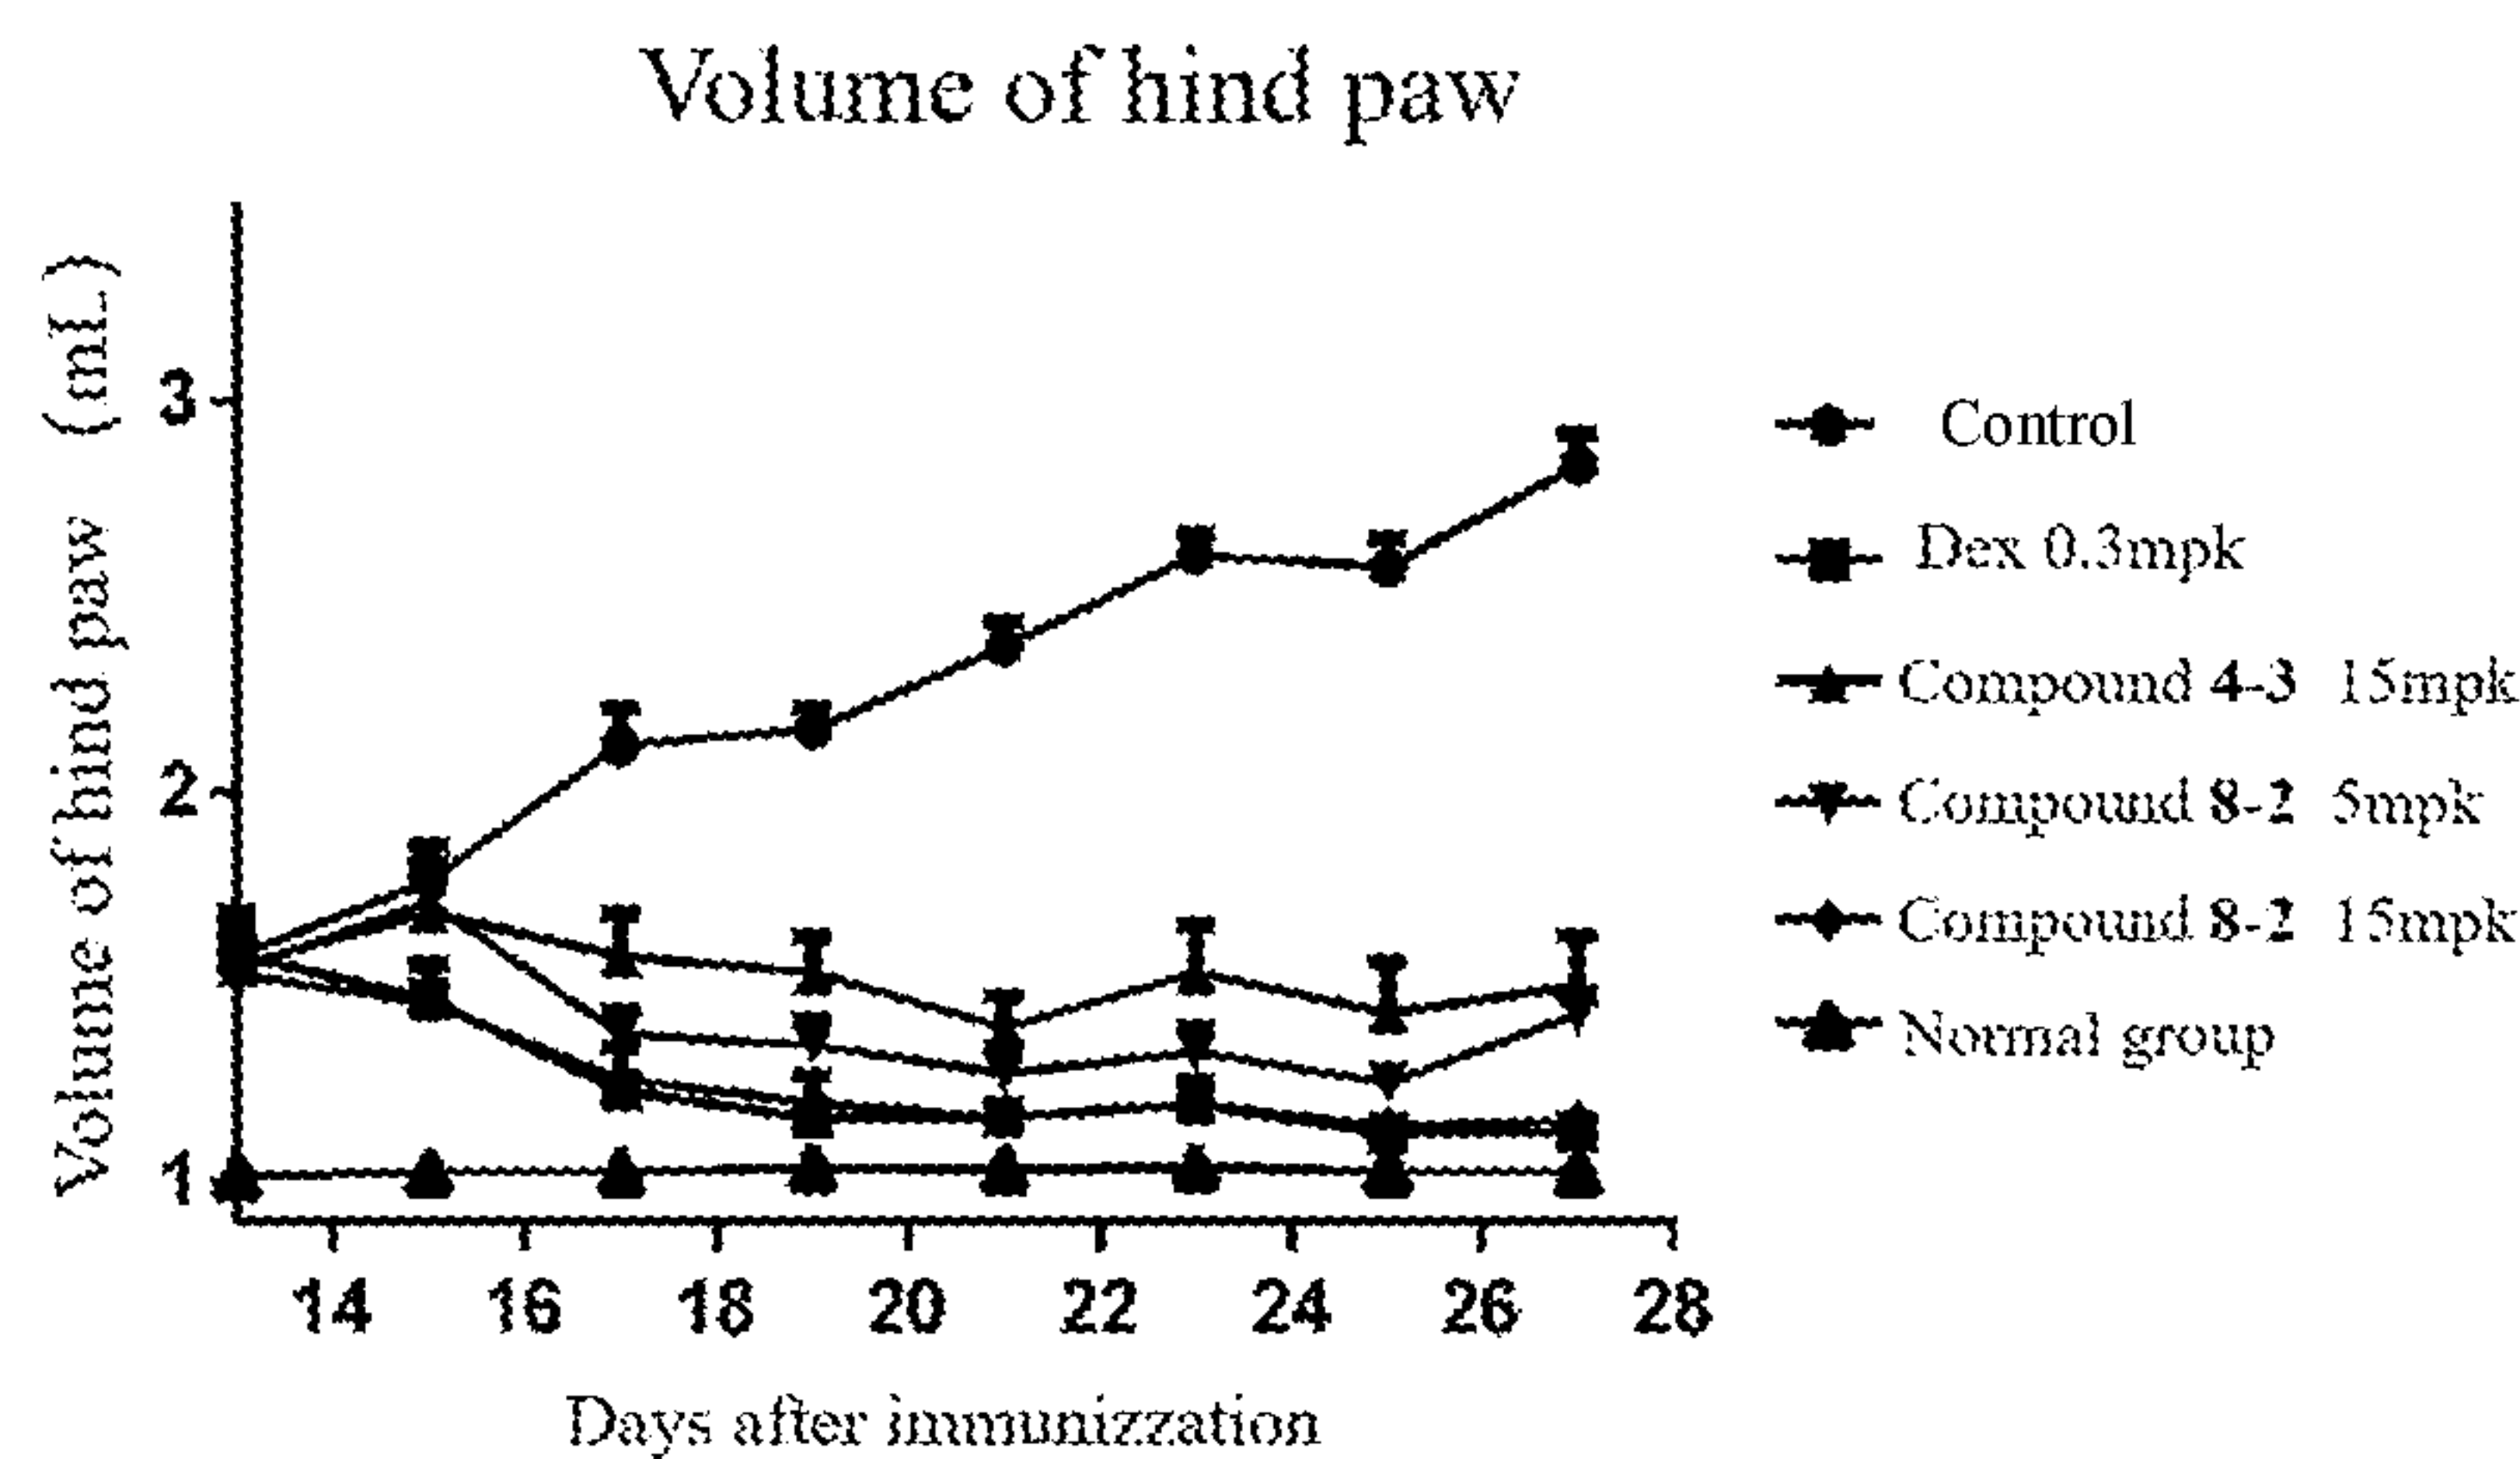 Volume of hind paw
Volume of hind paw (mL)
3
2
1
14 16 18 20 22 24 26 28
Days after immunizzation
Control
Dex 0.3mpk
Compound 4-3 15mpk
Compound 8-2 5mpk
Compound 8-2 15mpk
Normal group